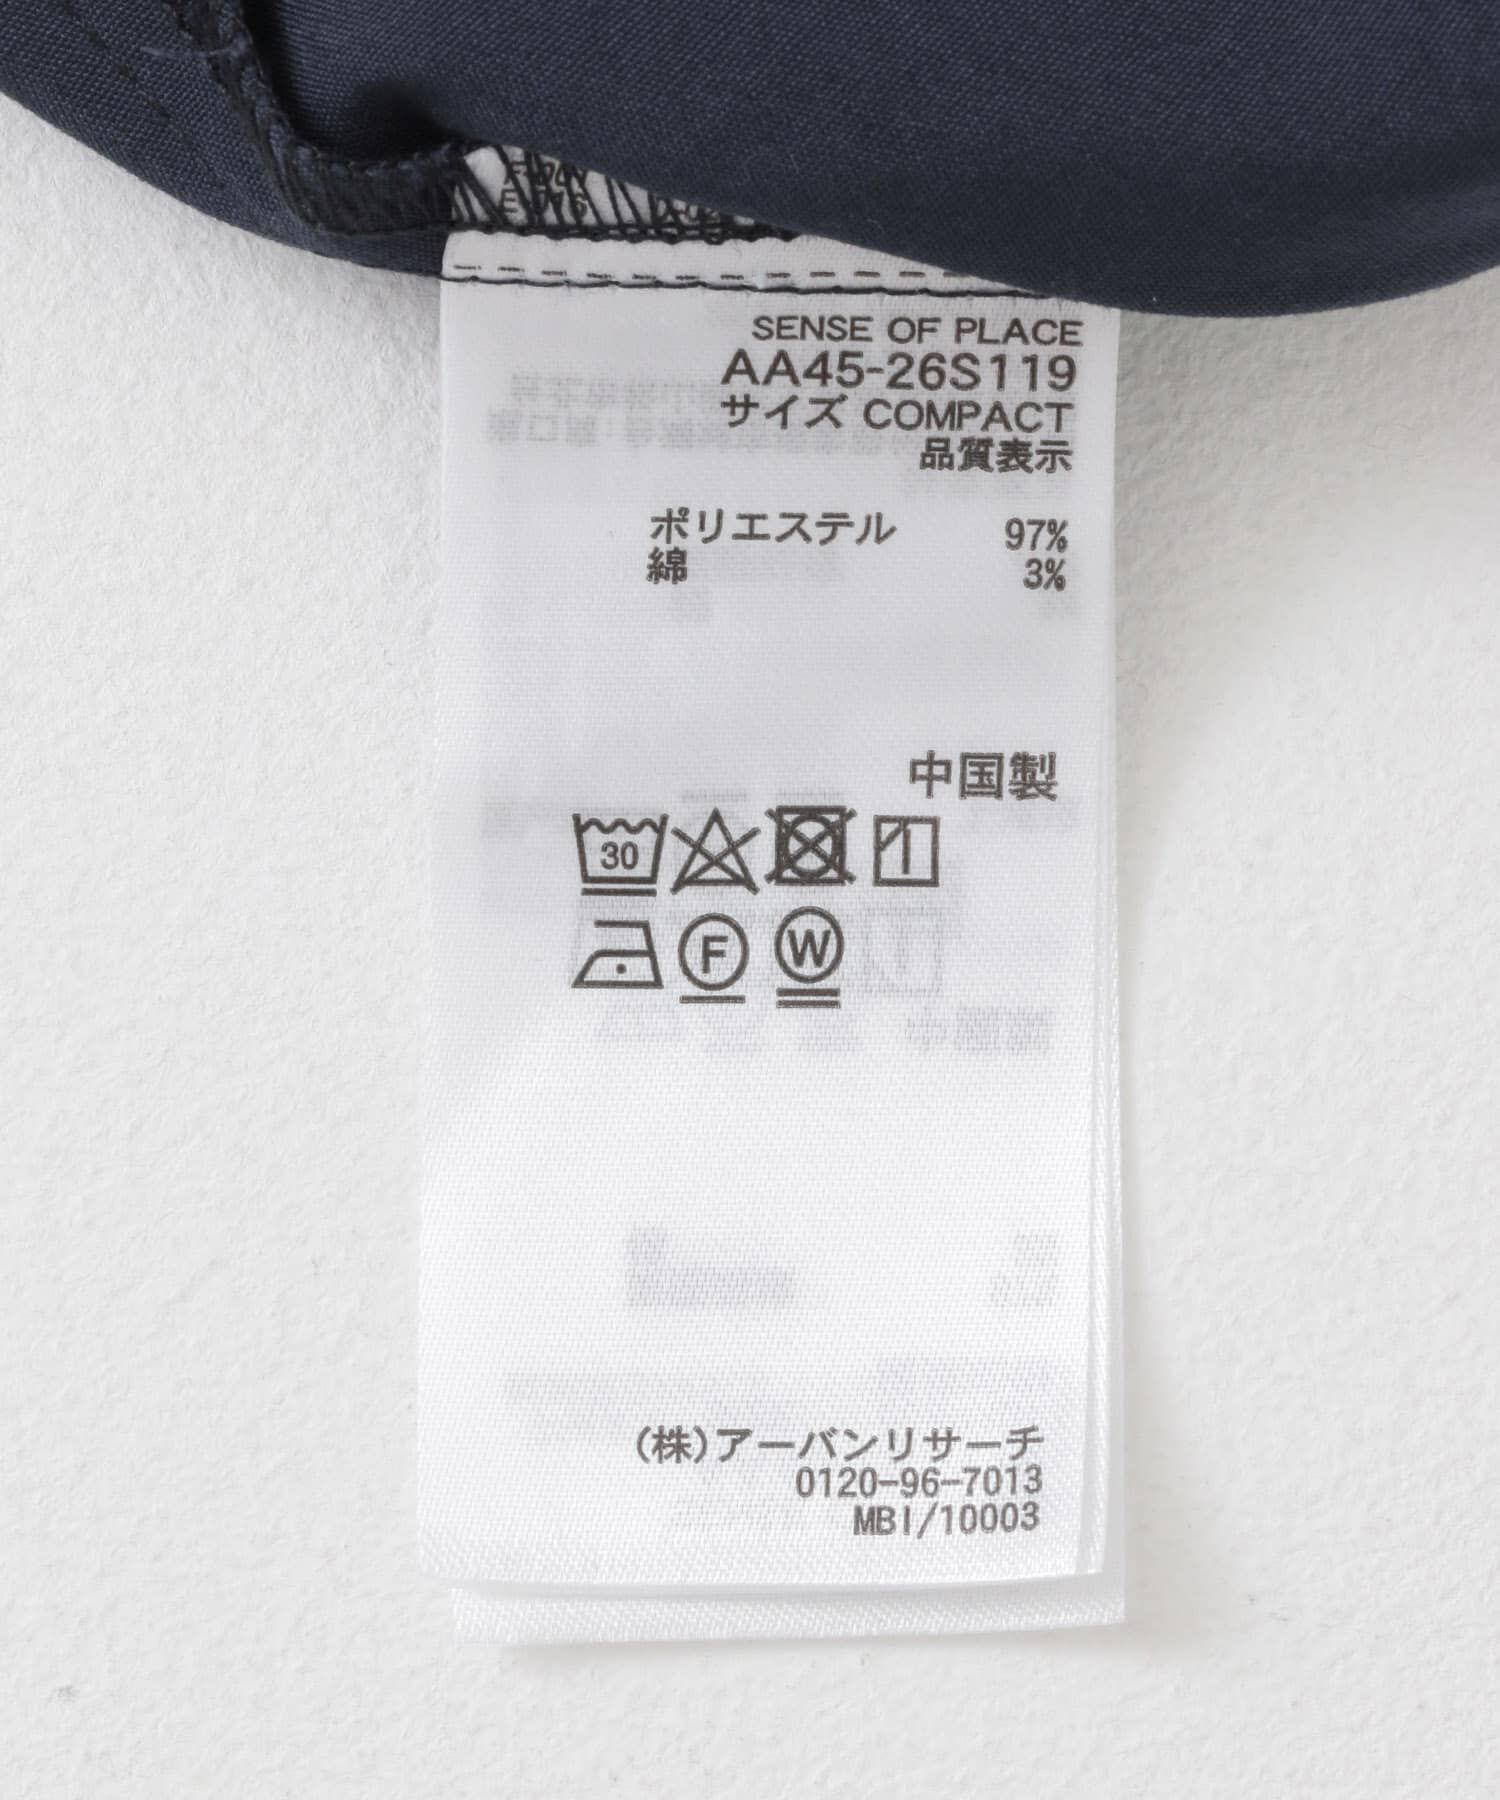 SENSE OF PLACE
AA45-26S119
サイズ COMPACT
品質表示
ポリエステル 97%
綿 3%
中国製
30
F W
(株)アーバンリサーチ
0120-96-7013
MBI/10003